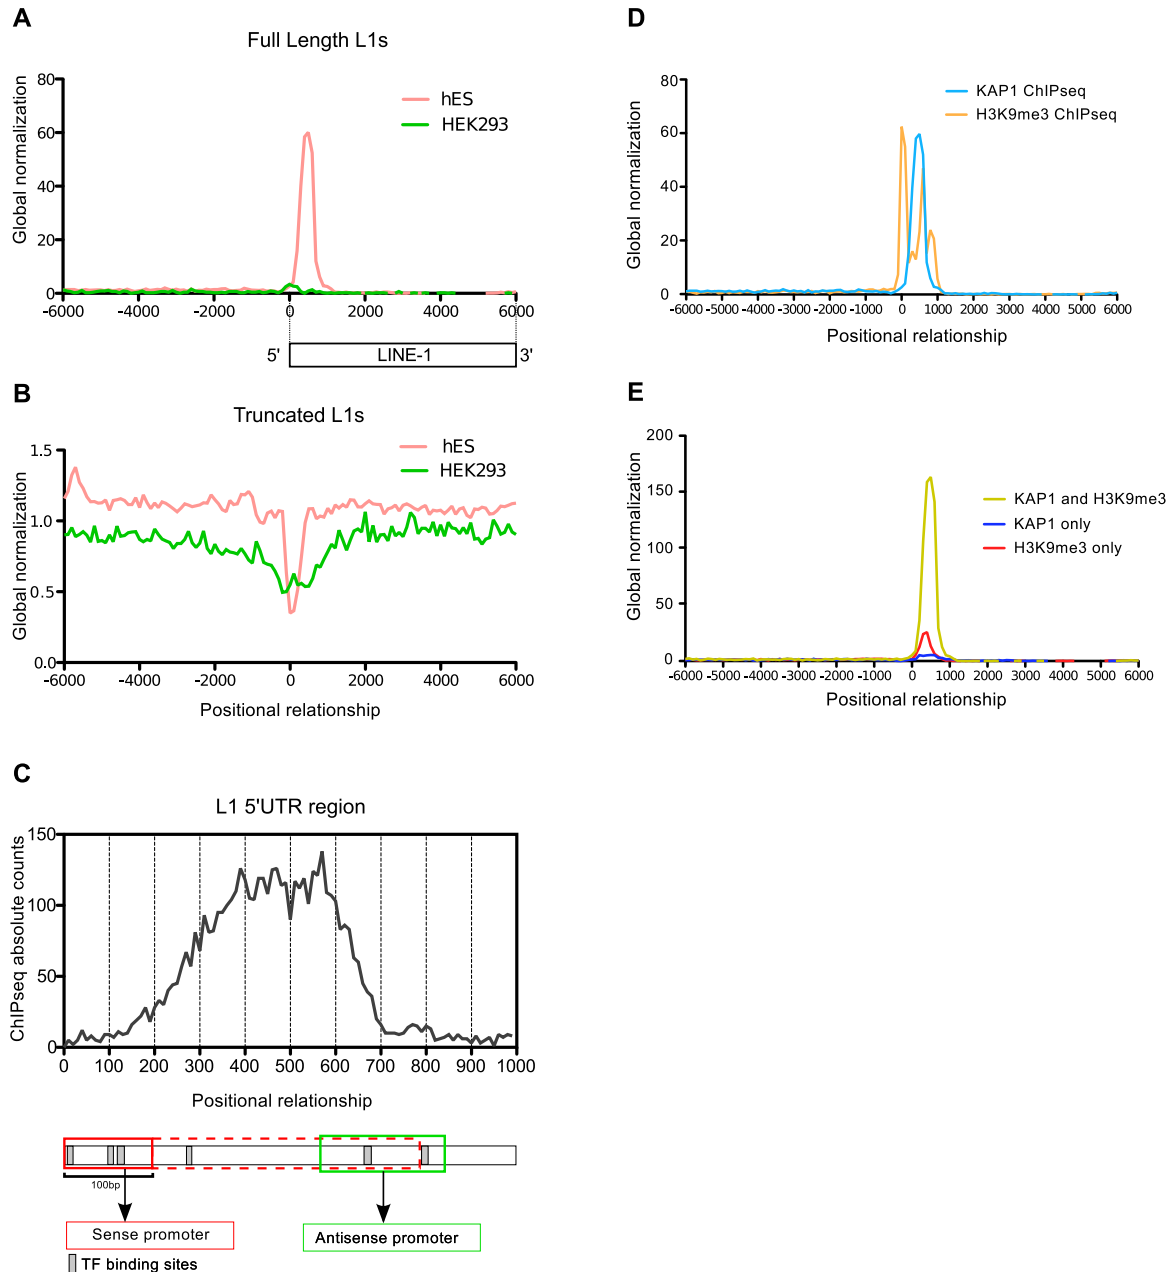 A
Full Length L1s
Global normalization
80
60
40
20
0
hES
HEK293
-6000 -4000 -2000 0 2000 4000 6000
5' LINE-1 3'
B
Truncated L1s
Global normalization
1.5
1.0
0.5
0.0
hES
HEK293
-6000 -4000 -2000 0 2000 4000 6000
Positional relationship
C
L1 5'UTR region
ChIPseq absolute counts
150
100
50
0
0 100 200 300 400 500 600 700 800 900 1000
Positional relationship
100bp
Sense promoter
Antisense promoter
TF binding sites
D
Global normalization
80
60
40
20
0
KAP1 ChIPseq
H3K9me3 ChIPseq
-6000 -5000 -4000 -3000 -2000 -1000 0 1000 2000 3000 4000 5000 6000
Positional relationship
E
Global normalization
200
150
100
50
0
KAP1 and H3K9me3
KAP1 only
H3K9me3 only
-6000 -5000 -4000 -3000 -2000 -1000 0 1000 2000 3000 4000 5000 6000
Positional relationship